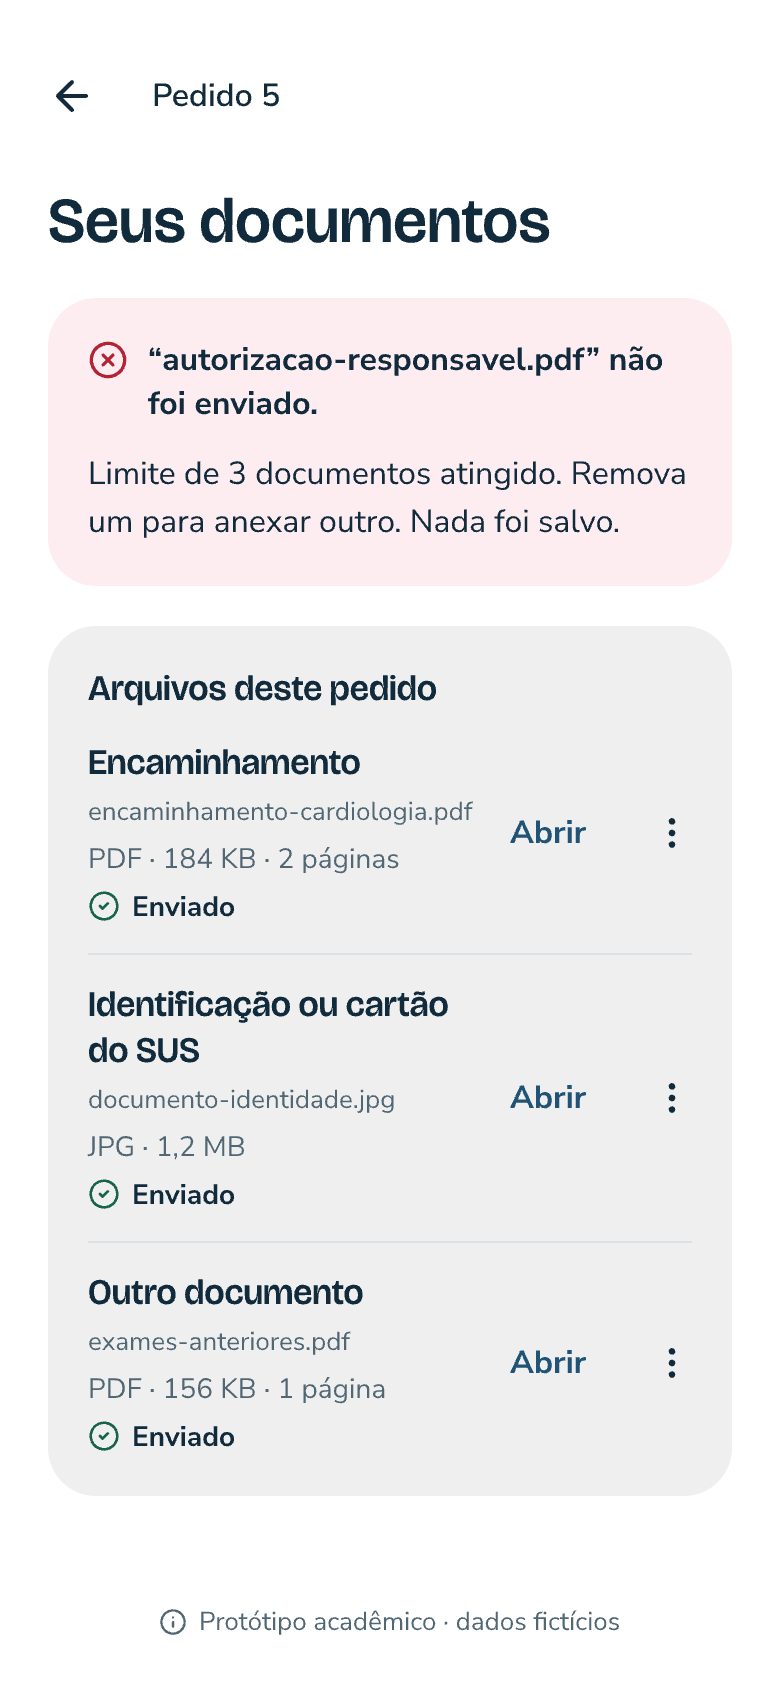 Pedido 5
Seus documentos
“autorizacao-responsavel.pdf” não
foi enviado.
Limite de 3 documentos atingido. Remova
um para anexar outro. Nada foi salvo.
Arquivos deste pedido
Encaminhamento
encaminhamento-cardiologia.pdf
PDF · 184 KB · 2 páginas
Enviado
Abrir
Identificação ou cartão
do SUS
documento-identidade.jpg
JPG · 1,2 MB
Enviado
Abrir
Outro documento
exames-anteriores.pdf
PDF · 156 KB · 1 página
Enviado
Abrir
Protótipo acadêmico · dados fictícios